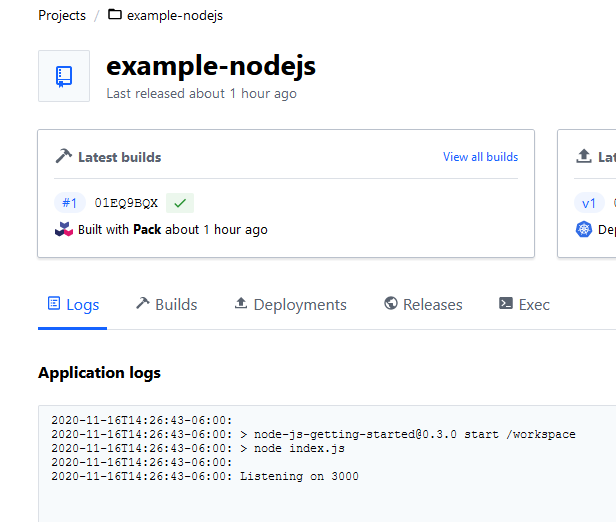 Projects / example-nodejs
example-nodejs
Last released about 1 hour ago
Latest builds View all builds
#1 01EQ9BQX
Built with Pack about 1 hour ago
v1
Logs Builds Deployments Releases Exec
Application logs
2020-11-16T14:26:43-06:00:
2020-11-16T14:26:43-06:00: > node-js-getting-started@0.3.0 start /workspace
2020-11-16T14:26:43-06:00: > node index.js
2020-11-16T14:26:43-06:00:
2020-11-16T14:26:43-06:00: Listening on 3000